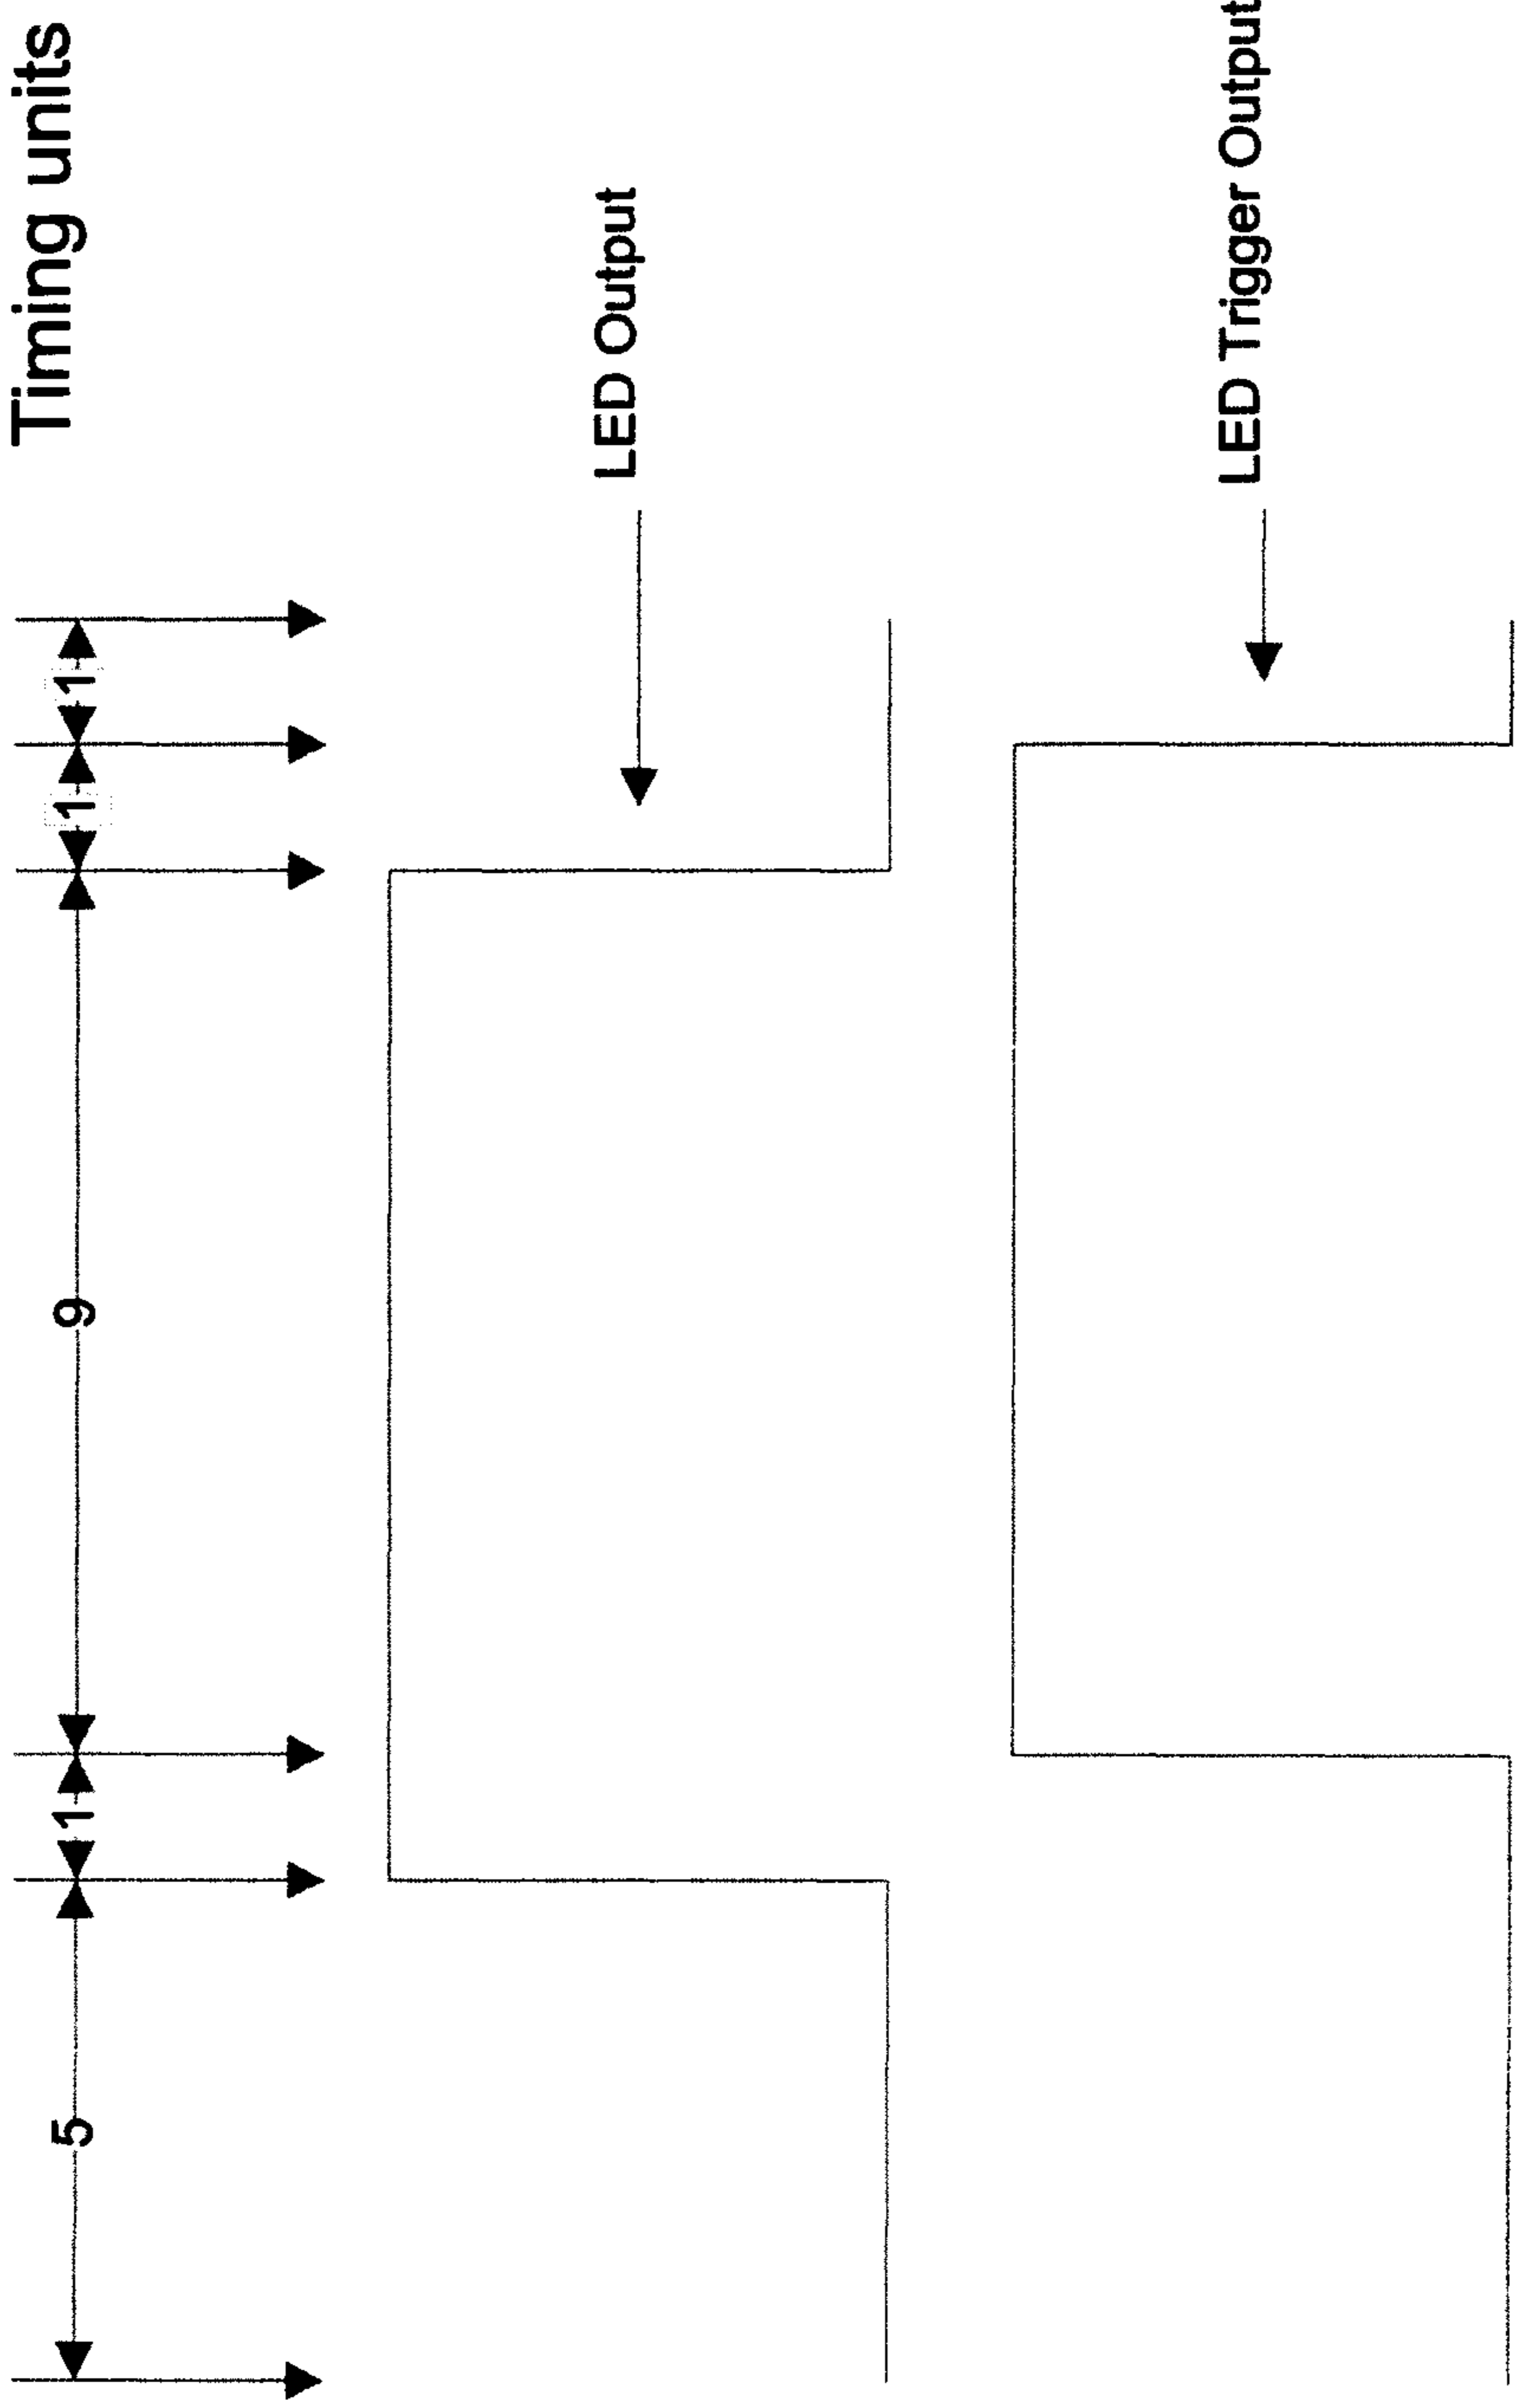 5 1 9 1 1 Timing units
LED Output
LED Trigger Output